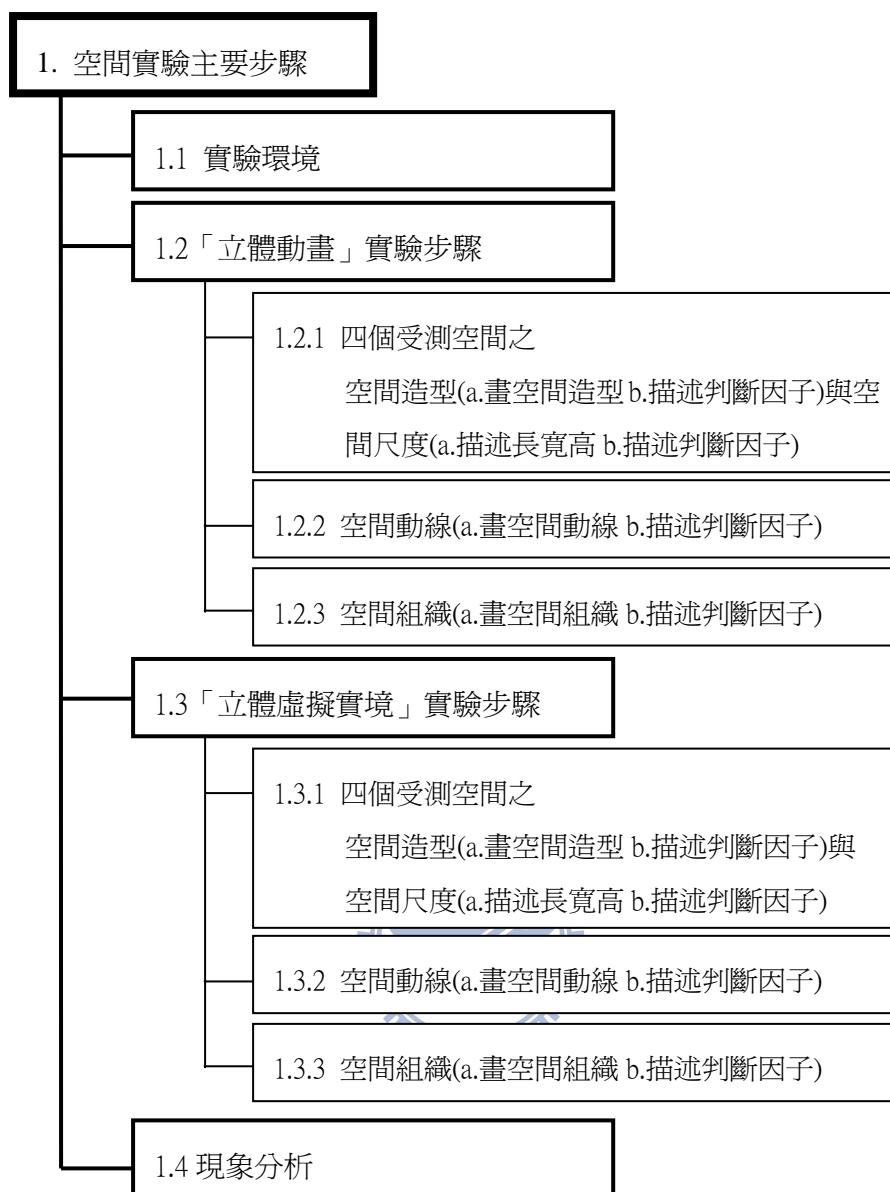 1. 空間實驗主要步驟
1.1 實驗環境
1.2「立體動畫」實驗步驟
1.2.1 四個受測空間之
空間造型(a.畫空間造型 b.描述判斷因子)與空
間尺度(a.描述長寬高 b.描述判斷因子)
1.2.2 空間動線(a.畫空間動線 b.描述判斷因子)
1.2.3 空間組織(a.畫空間組織 b.描述判斷因子)
1.3「立體虛擬實境」實驗步驟
1.3.1 四個受測空間之
空間造型(a.畫空間造型 b.描述判斷因子)與
空間尺度(a.描述長寬高 b.描述判斷因子)
1.3.2 空間動線(a.畫空間動線 b.描述判斷因子)
1.3.3 空間組織(a.畫空間組織 b.描述判斷因子)
1.4 現象分析